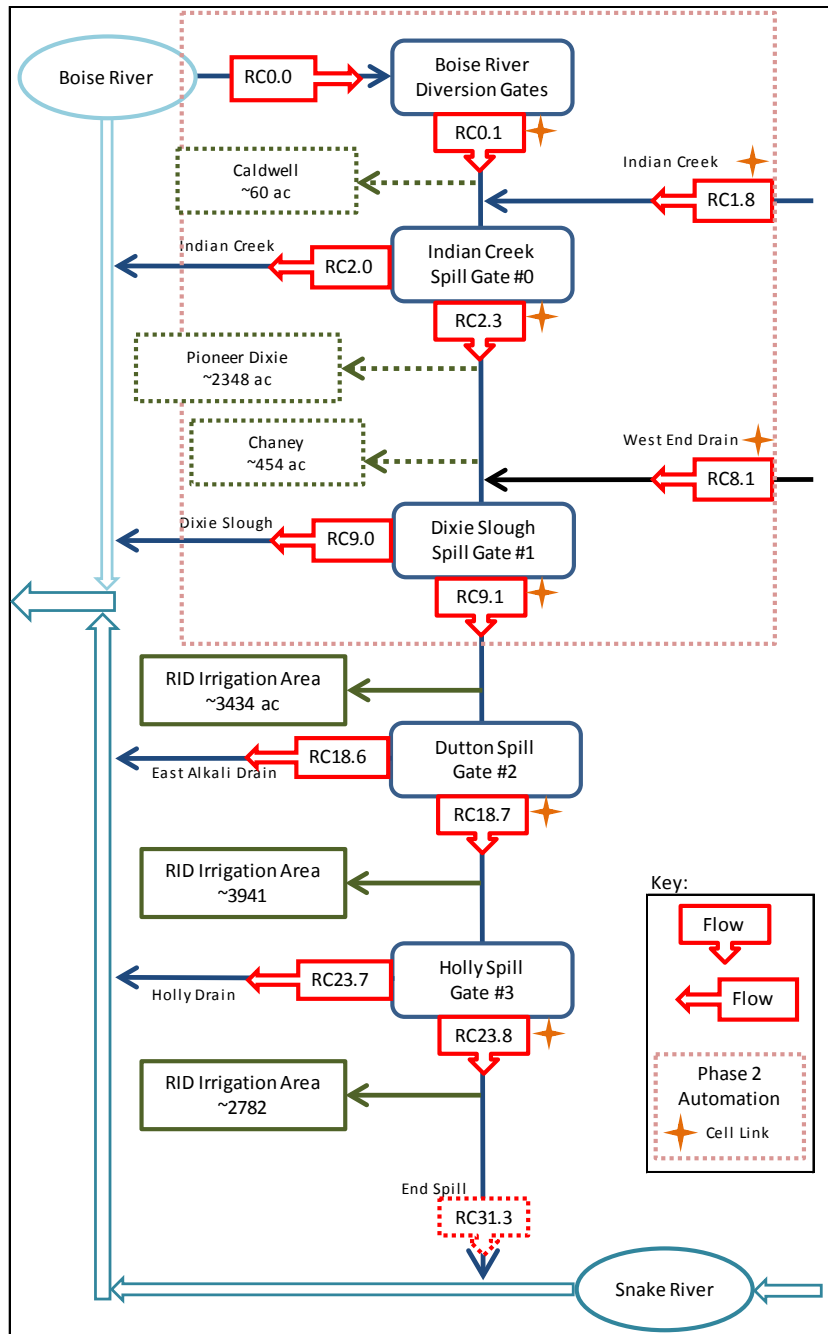 Boise River
RC0.0
Boise River
Diversion Gates
RC0.1
Caldwell
~60 ac
Indian Creek
RC1.8
Indian Creek
RC2.0
Indian Creek
Spill Gate #0
RC2.3
Pioneer Dixie
~2348 ac
Chaney
~454 ac
West End Drain
RC8.1
Dixie Slough
RC9.0
Dixie Slough
Spill Gate #1
RC9.1
RID Irrigation Area
~3434 ac
RC18.6
East Alkali Drain
Dutton Spill
Gate #2
RC18.7
RID Irrigation Area
~3941
RC23.7
Holly Drain
Holly Spill
Gate #3
RC23.8
RID Irrigation Area
~2782
End Spill
RC31.3
Snake River
Key:
Flow
Flow
Phase 2
Automation
Cell Link